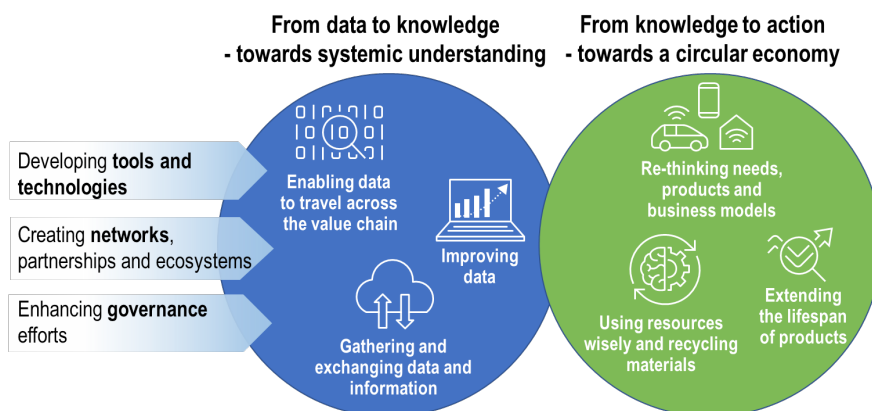 From data to knowledge
- towards systemic understanding
From knowledge to action
- towards a circular economy
Developing tools and
technologies
Creating networks,
partnerships and ecosystems
Enhancing governance
efforts
Enabling data
to travel across
the value chain
Improving
data
Gathering and
exchanging data and
information
Re-thinking needs,
products and
business models
Using resources
wisely and recycling
materials
Extending
the lifespan
of products